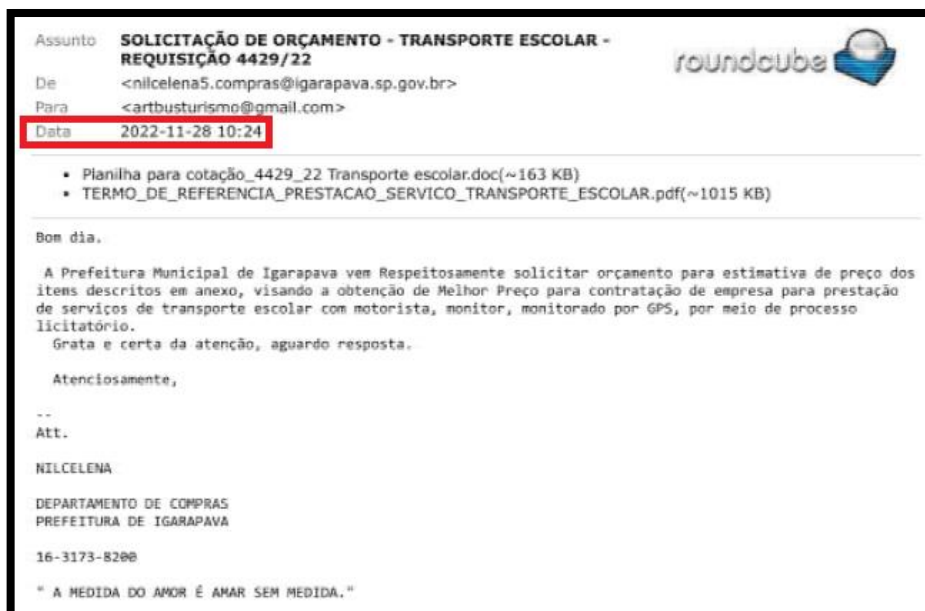 Assunto SOLICITAÇÃO DE ORÇAMENTO - TRANSPORTE ESCOLAR -
REQUISIÇÃO 4429/22
roundcube
De <nilcelena5.compras@igarapava.sp.gov.br>
Para <artbusturismo@gmail.com>
Data 2022-11-28 10:24
• Planilha para cotação_4429_22 Transporte escolar.doc(~163 KB)
• TERMO_DE_REFERENCIA_PRESTACAO_SERVICO_TRANSPORTE_ESCOLAR.pdf(~1015 KB)
Bom dia.
A Prefeitura Municipal de Igarapava vem Respeitosamente solicitar orçamento para estimativa de preço dos
itens descritos em anexo, visando a obtenção de Melhor Preço para contratação de empresa para prestação
de serviços de transporte escolar com motorista, monitor, monitorado por GPS, por meio de processo
licitatório.
Grata e certa da atenção, aguardo resposta.
Atenciosamente,
--
Att.
NILCELENA
DEPARTAMENTO DE COMPRAS
PREFEITURA DE IGARAPAVA
16-3173-8200
" A MEDIDA DO AMOR É AMAR SEM MEDIDA."